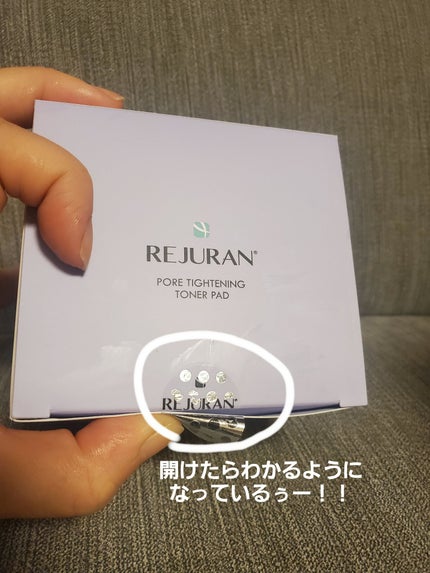 REJURAN®
PORE TIGHTENING
TONER PAD
REJURAN
開けたらわかるように
なっているぅー！！